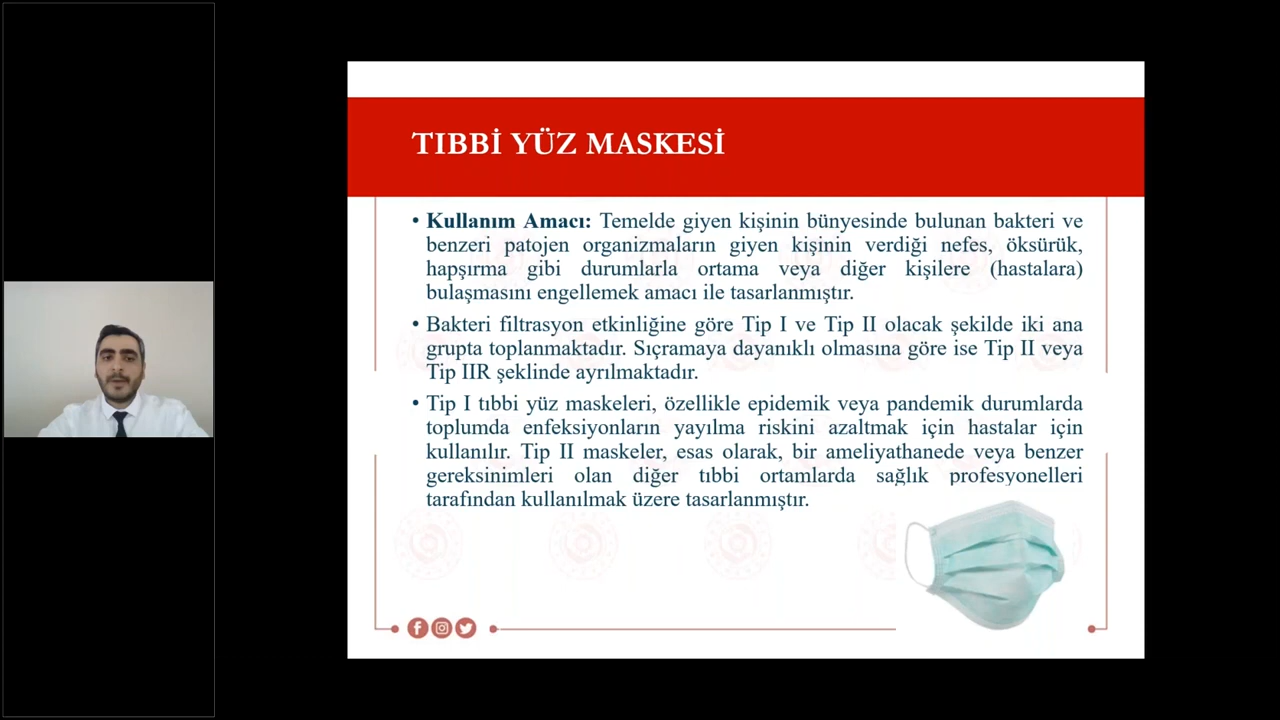 TIBBİ YÜZ MASKESİ
• Kullanım Amacı: Temelde giyen kişinin bünyesinde bulunan bakteri ve
benzeri patojen organizmaların giyen kişinin verdiği nefes, öksürük,
hapşırma gibi durumlarla ortama veya diğer kişilere (hastalara)
bulaşmasını engellemek amacı ile tasarlanmıştır.
• Bakteri filtrasyon etkinliğine göre Tip I ve Tip II olacak şekilde iki ana
grupta toplanmaktadır. Sıçramaya dayanıklı olmasına göre ise Tip II veya
Tip IIR şeklinde ayrılmaktadır.
• Tip I tıbbi yüz maskeleri, özellikle epidemik veya pandemik durumlarda
toplumda enfeksiyonların yayılma riskini azaltmak için hastalar için
kullanılır. Tip II maskeler, esas olarak, bir ameliyathanede veya benzer
gereksinimleri olan diğer tıbbi ortamlarda sağlık profesyonelleri
tarafından kullanılmak üzere tasarlanmıştır.